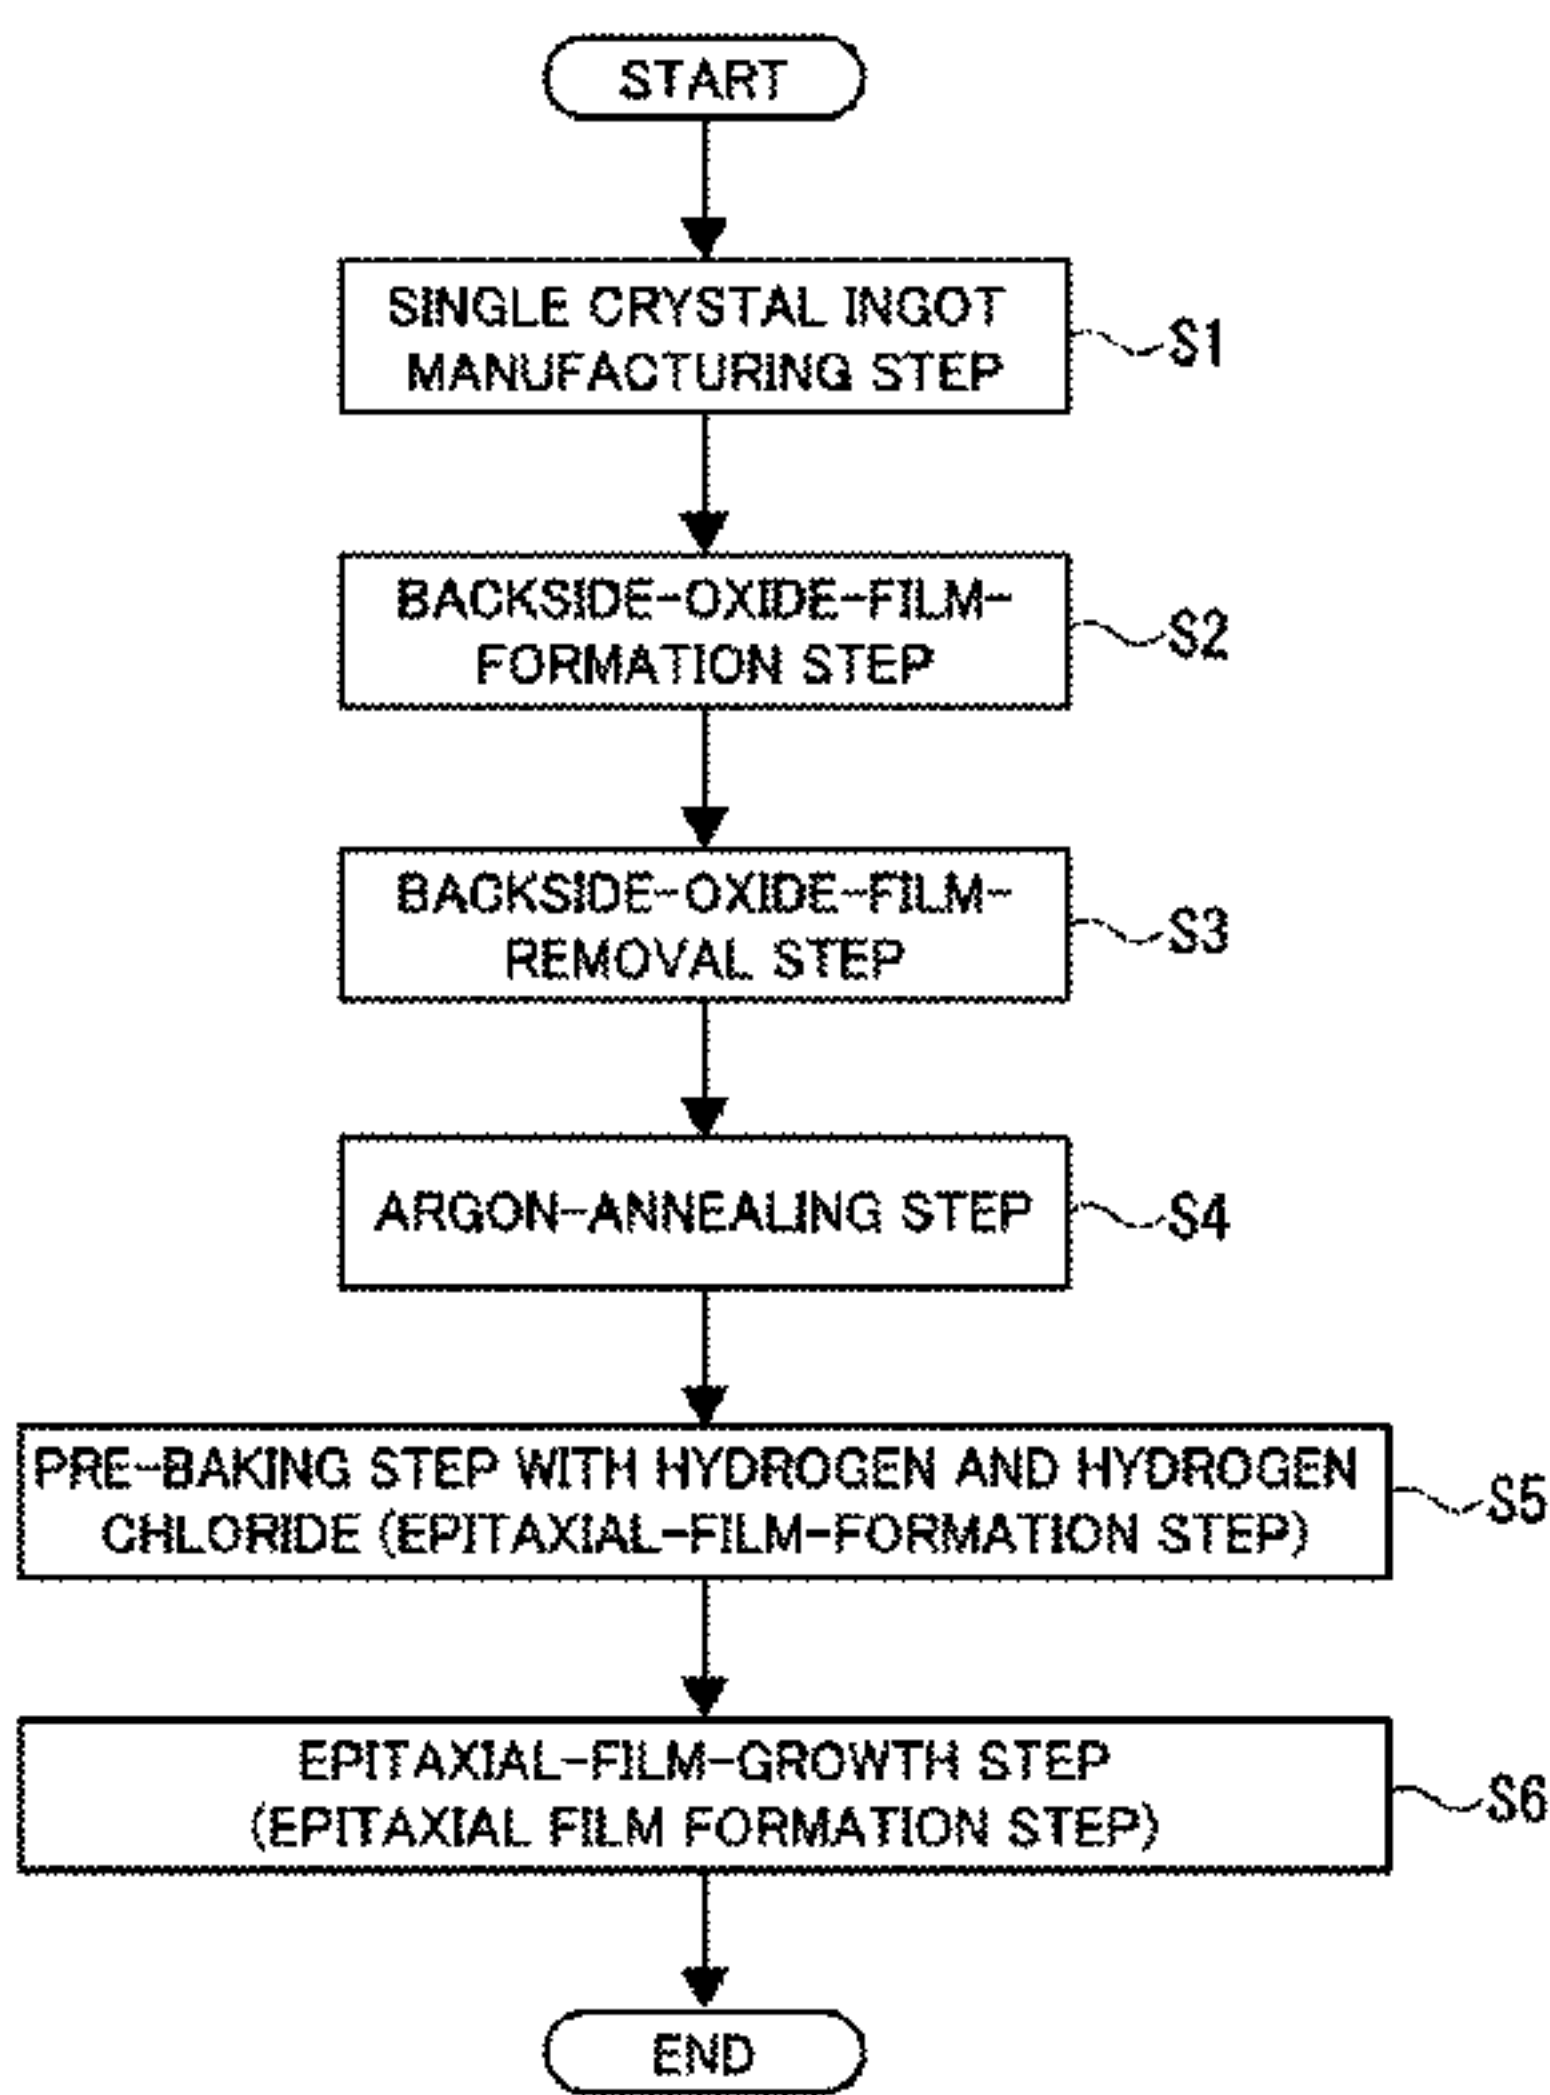 START
SINGLE CRYSTAL INGOT
MANUFACTURING STEP
S1
BACKSIDE-OXIDE-FILM-
FORMATION STEP
S2
BACKSIDE-OXIDE-FILM-
REMOVAL STEP
S3
ARGON-ANNEALING STEP
S4
PRE-BAKING STEP WITH HYDROGEN AND HYDROGEN
CHLORIDE (EPITAXIAL-FILM-FORMATION STEP)
S5
EPITAXIAL-FILM-GROWTH STEP
(EPITAXIAL FILM FORMATION STEP)
S6
END